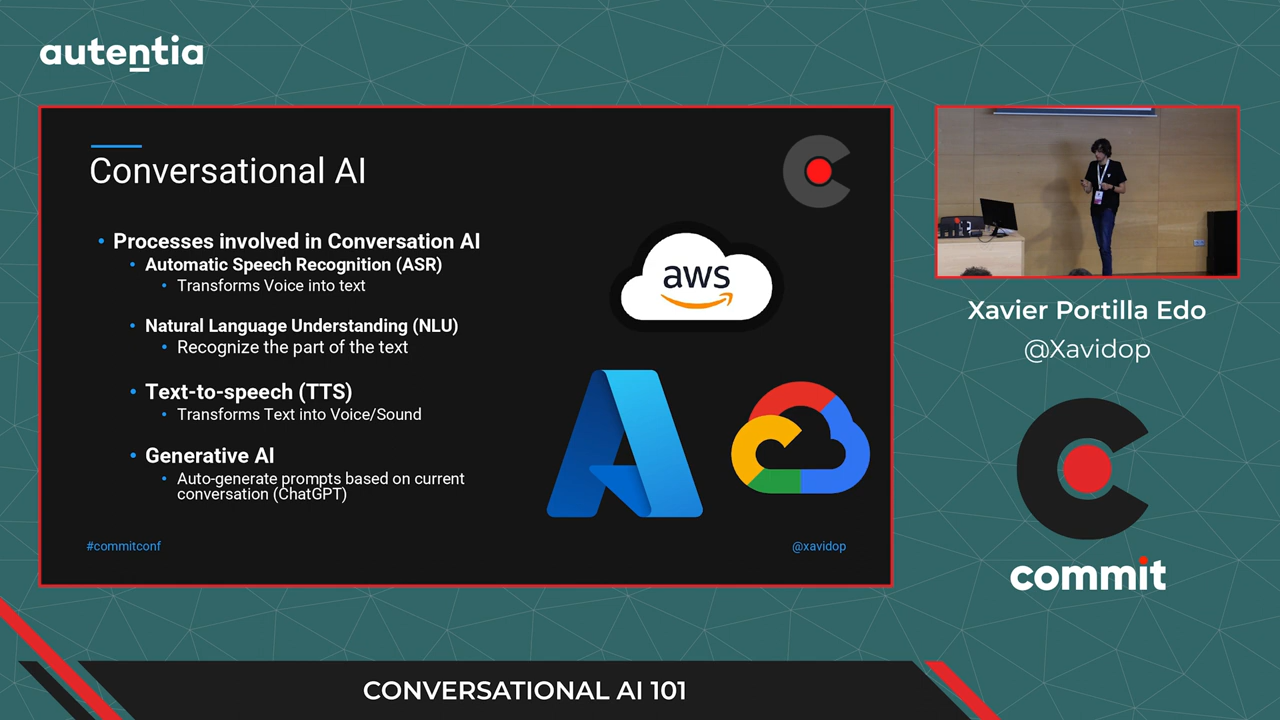 autentia
Conversational AI
Processes involved in Conversation AI
Automatic Speech Recognition (ASR)
Transforms Voice into text
Natural Language Understanding (NLU)
Recognize the part of the text
Text-to-speech (TTS)
Transforms Text into Voice/Sound
Generative AI
Auto-generate prompts based on current
conversation (ChatGPT)
aws
#commitconf
@xavidop
Xavier Portilla Edo
@Xavidop
commit
CONVERSATIONAL AI 101